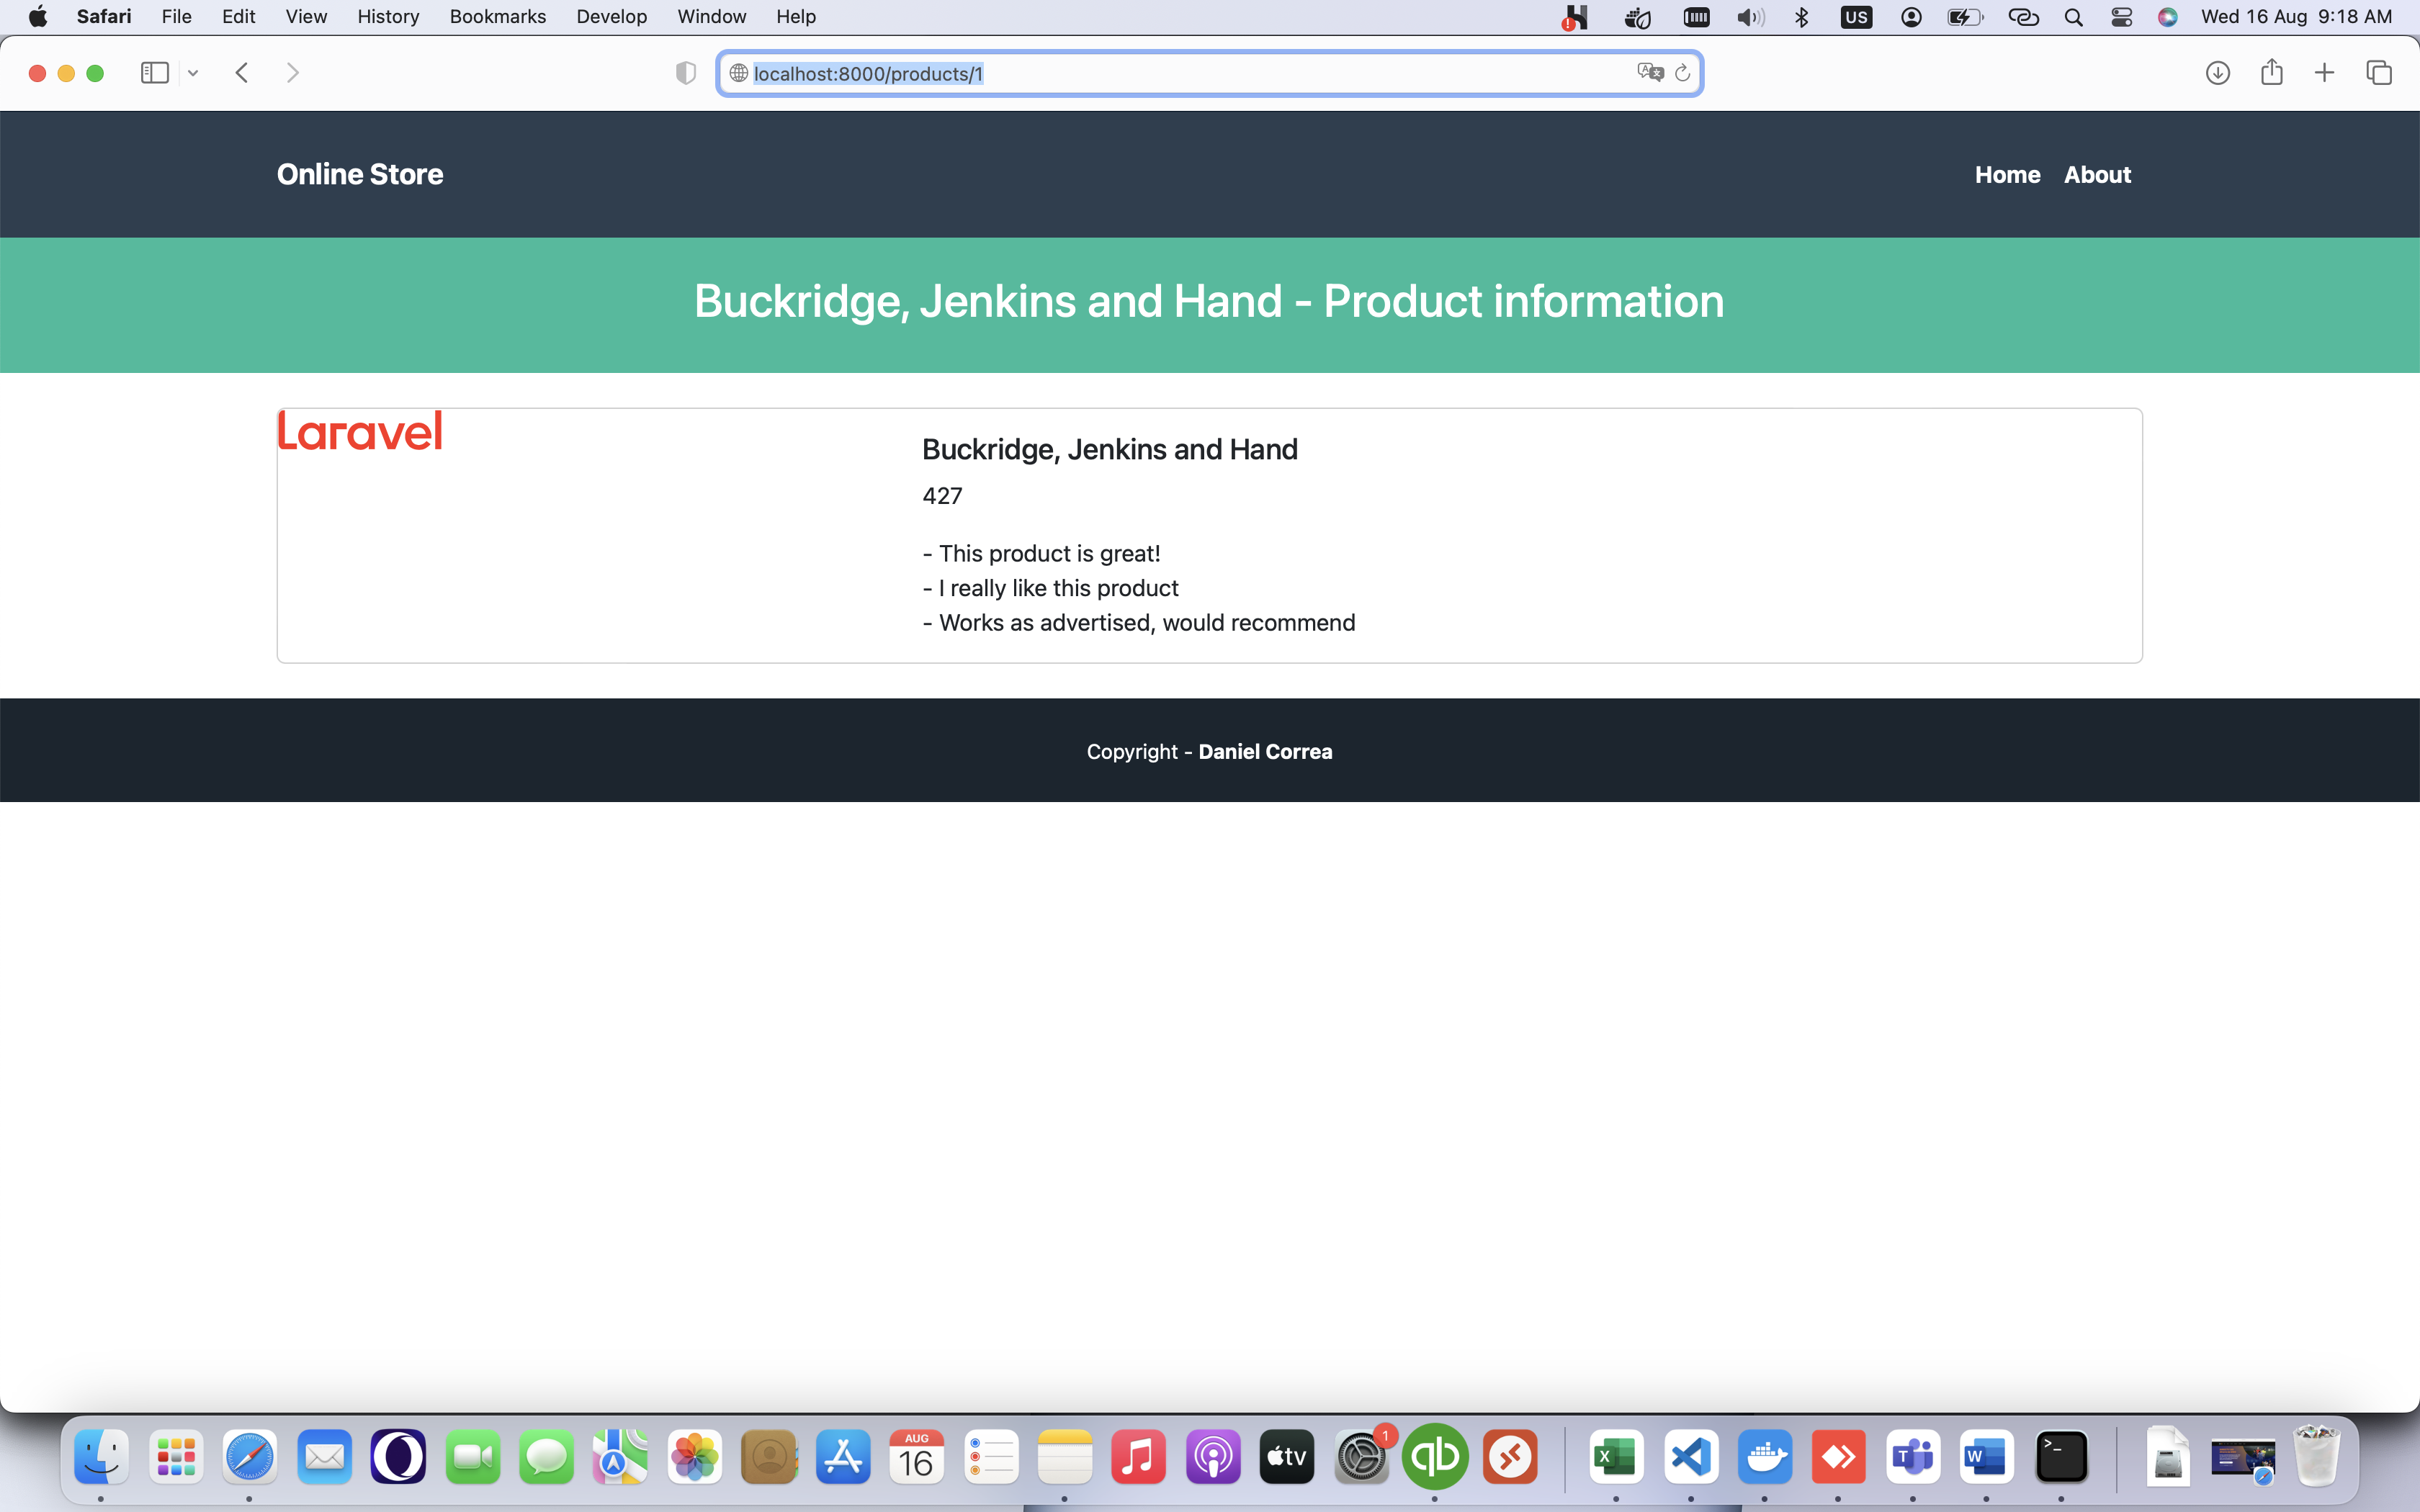 Safari File Edit View History Bookmarks Develop Window Help US Wed 16 Aug 9:18 AM
localhost:8000/products/1
Online Store Home About
Buckridge, Jenkins and Hand - Product information
Laravel
Buckridge, Jenkins and Hand
427
- This product is great!
- I really like this product
- Works as advertised, would recommend
Copyright - Daniel Correa
AUG
16
tv
1
qb
X
T
W
>_